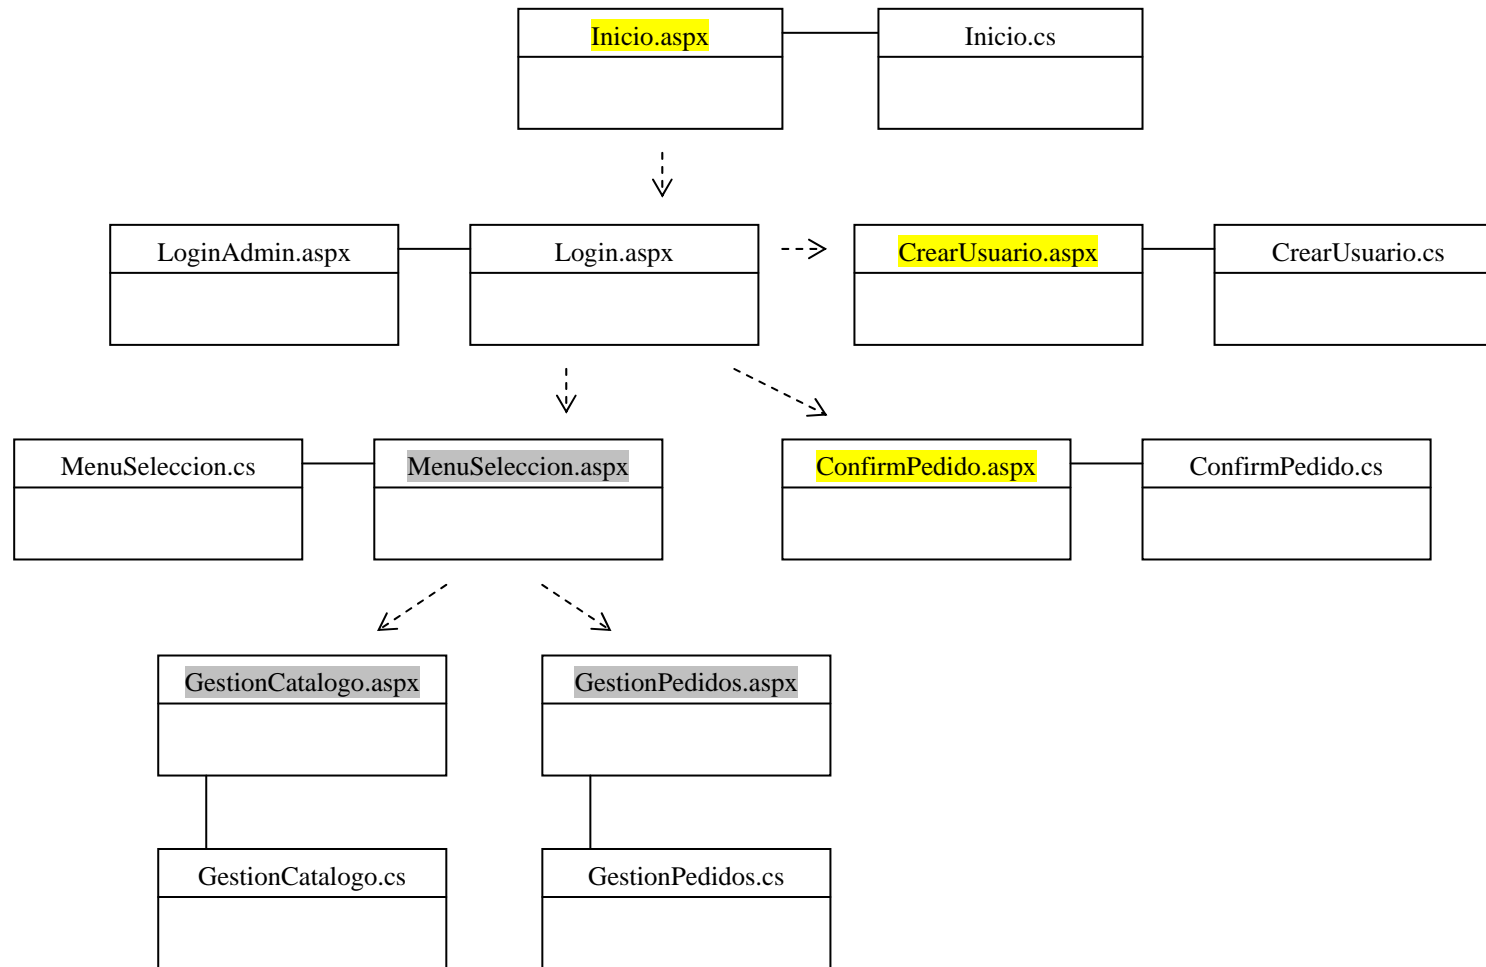 Inicio.aspx
Inicio.cs
LoginAdmin.aspx
Login.aspx
CrearUsuario.aspx
CrearUsuario.cs
MenuSeleccion.cs
MenuSeleccion.aspx
ConfirmPedido.aspx
ConfirmPedido.cs
GestionCatalogo.aspx
GestionPedidos.aspx
GestionCatalogo.cs
GestionPedidos.cs